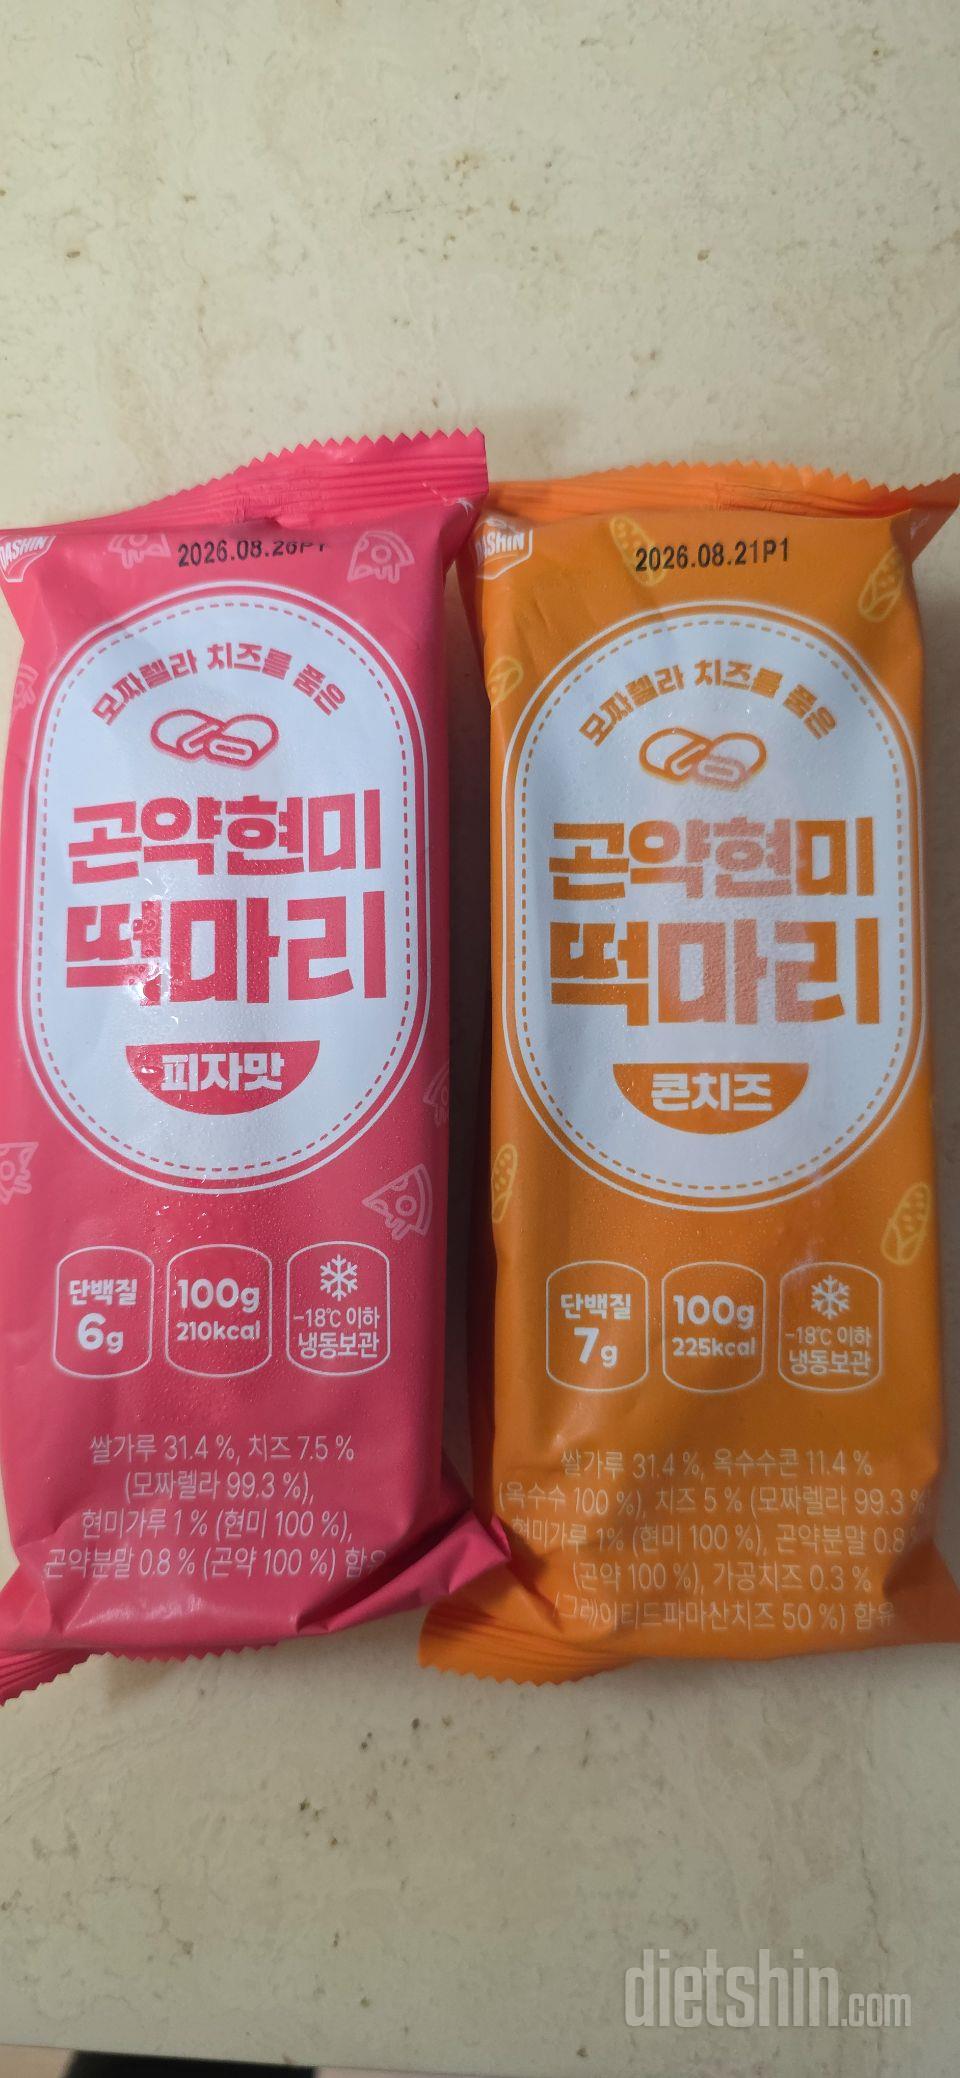 DASHIN
2026.08.26P1
모짜렐라 치즈를 품은
곤약현미
떡마리
피자맛
단백질
6g
100g
210kcal
-18℃ 이하
냉동보관
쌀가루 31.4 %, 치즈 7.5 %
(모짜렐라 99.3 %),
현미가루 1 % (현미 100 %),
곤약분말 0.8 % (곤약 100 %) 함유
DASHIN
2026.08.21P1
모짜렐라 치즈를 품은
곤약현미
떡마리
콘치즈
단백질
7g
100g
225kcal
-18℃ 이하
냉동보관
쌀가루 31.4 %, 옥수수콘 11.4 %
(옥수수 100 %), 치즈 5 % (모짜렐라 99.3 %
현미가루 1% (현미 100 %), 곤약분말 0.8
(곤약 100 %), 가공치즈 0.3 %
(그레이티드파마산치즈 50 %) 함유
dietshin.com